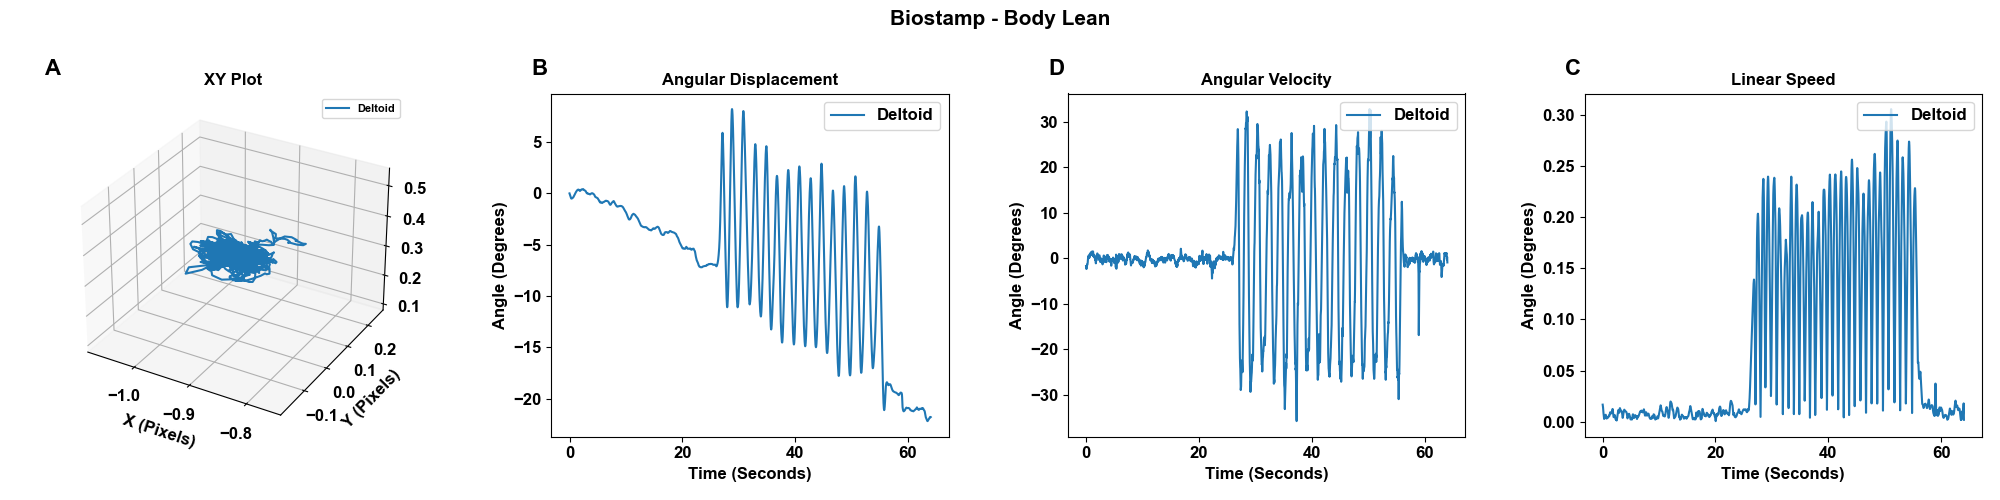 Biostamp - Body Lean
A
XY Plot
Deltoid
0.5
0.4
0.3
0.2
0.1
0.2
0.1
0.0
−0.1
Y (Pixels)
−1.0
−0.9
−0.8
X (Pixels)
B
Angular Displacement
Deltoid
5
0
−5
−10
−15
−20
Angle (Degrees)
0 20 40 60
Time (Seconds)
D
Angular Velocity
Deltoid
30
20
10
0
−10
−20
−30
Angle (Degrees)
0 20 40 60
Time (Seconds)
C
Linear Speed
Deltoid
0.30
0.25
0.20
0.15
0.10
0.05
0.00
Angle (Degrees)
0 20 40 60
Time (Seconds)